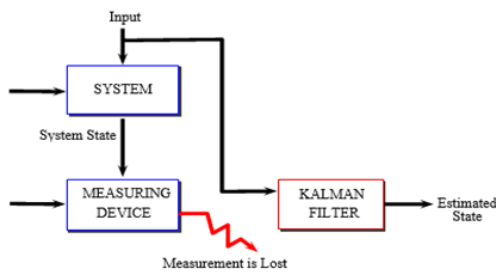 Input
SYSTEM
System State
MEASURING
DEVICE
KALMAN
FILTER
Estimated
State
Measurement is Lost